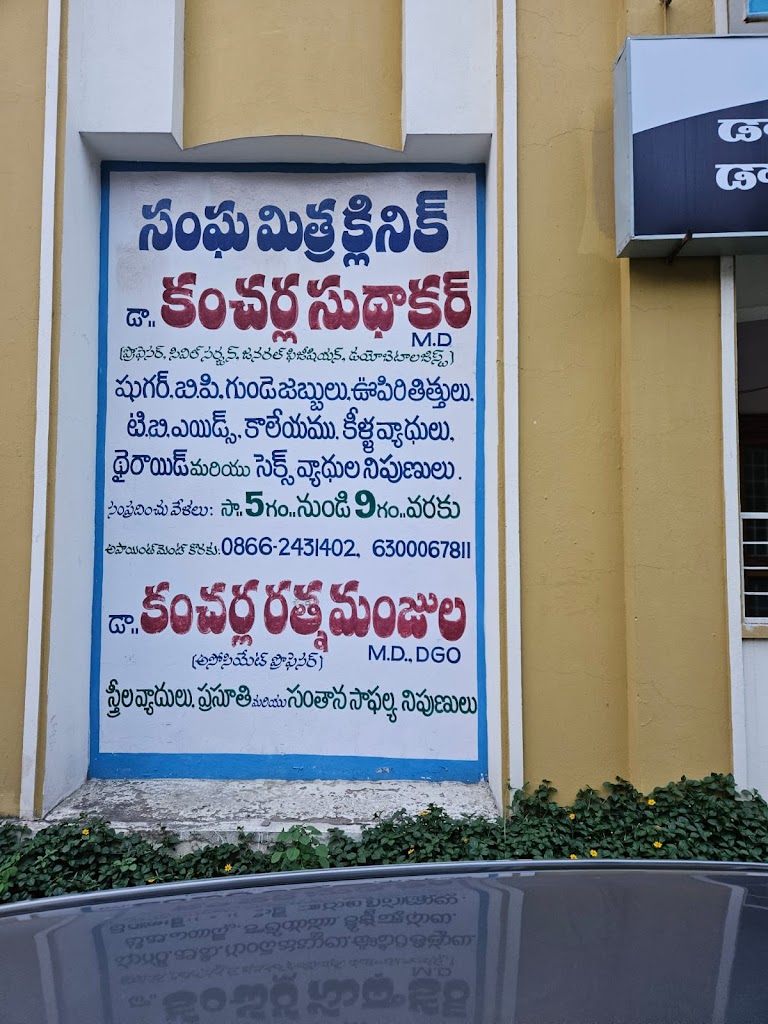 సంఘమిత్ర క్లినిక్
డా.. కంచర్ల సుధాకర్
M.D
(ప్రొఫెసర్, సివిల్ సర్జన్, జనరల్ ఫిజీషియన్, డయాబెటాలజిస్ట్)
షుగర్, బి.పి, గుండె జబ్బులు, ఊపిరితిత్తులు,
టి.బి, ఎయిడ్స్, కాలేయము, కీళ్ళవ్యాధులు,
థైరాయిడ్ మరియు సెక్స్ వ్యాధుల నిపుణులు.
సంప్రదించు వేళలు: సా.. 5గం.. నుండి 9గం.. వరకు
అపాయింట్ మెంట్ కొరకు: 0866-2431402, 6300067811
డా.. కంచర్ల రత్న మంజుల
M.D., DGO
(అసోసియేట్ ప్రొఫెసర్)
స్త్రీల వ్యాదులు, ప్రసూతి మరియు సంతాన సాఫల్య నిపుణులు
డా
డా